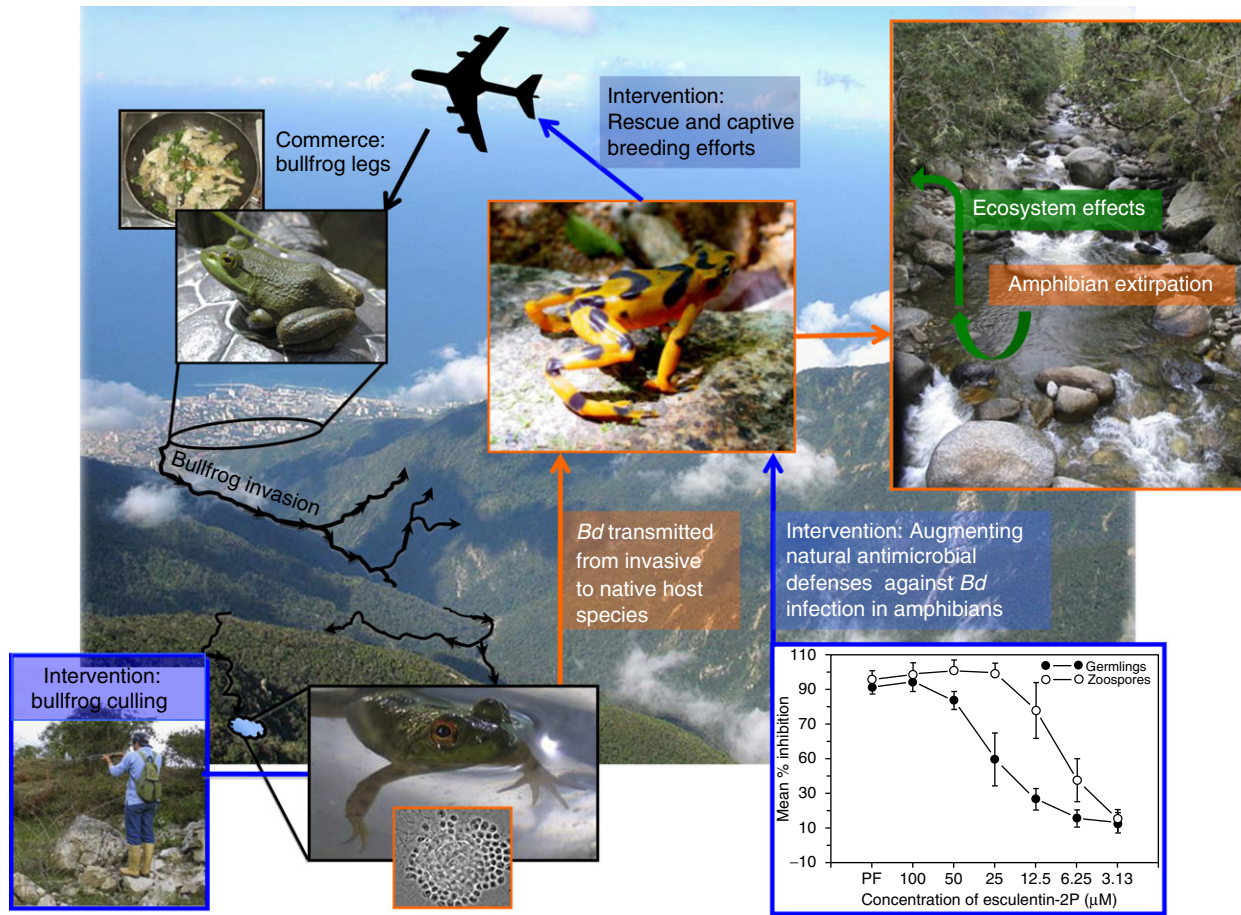 Commerce:
bullfrog legs
Intervention:
Rescue and captive
breeding efforts
Ecosystem effects
Amphibian extirpation
Bullfrog invasion
Bd transmitted
from invasive
to native host
species
Intervention: Augmenting
natural antimicrobial
defenses against Bd
infection in amphibians
Intervention:
bullfrog culling
110
90
70
60
30
10
−10
Mean % inhibition
Germlings
Zoospores
PF 100 50 25 12.5 6.25 3.13
Concentration of esculentin-2P (μM)